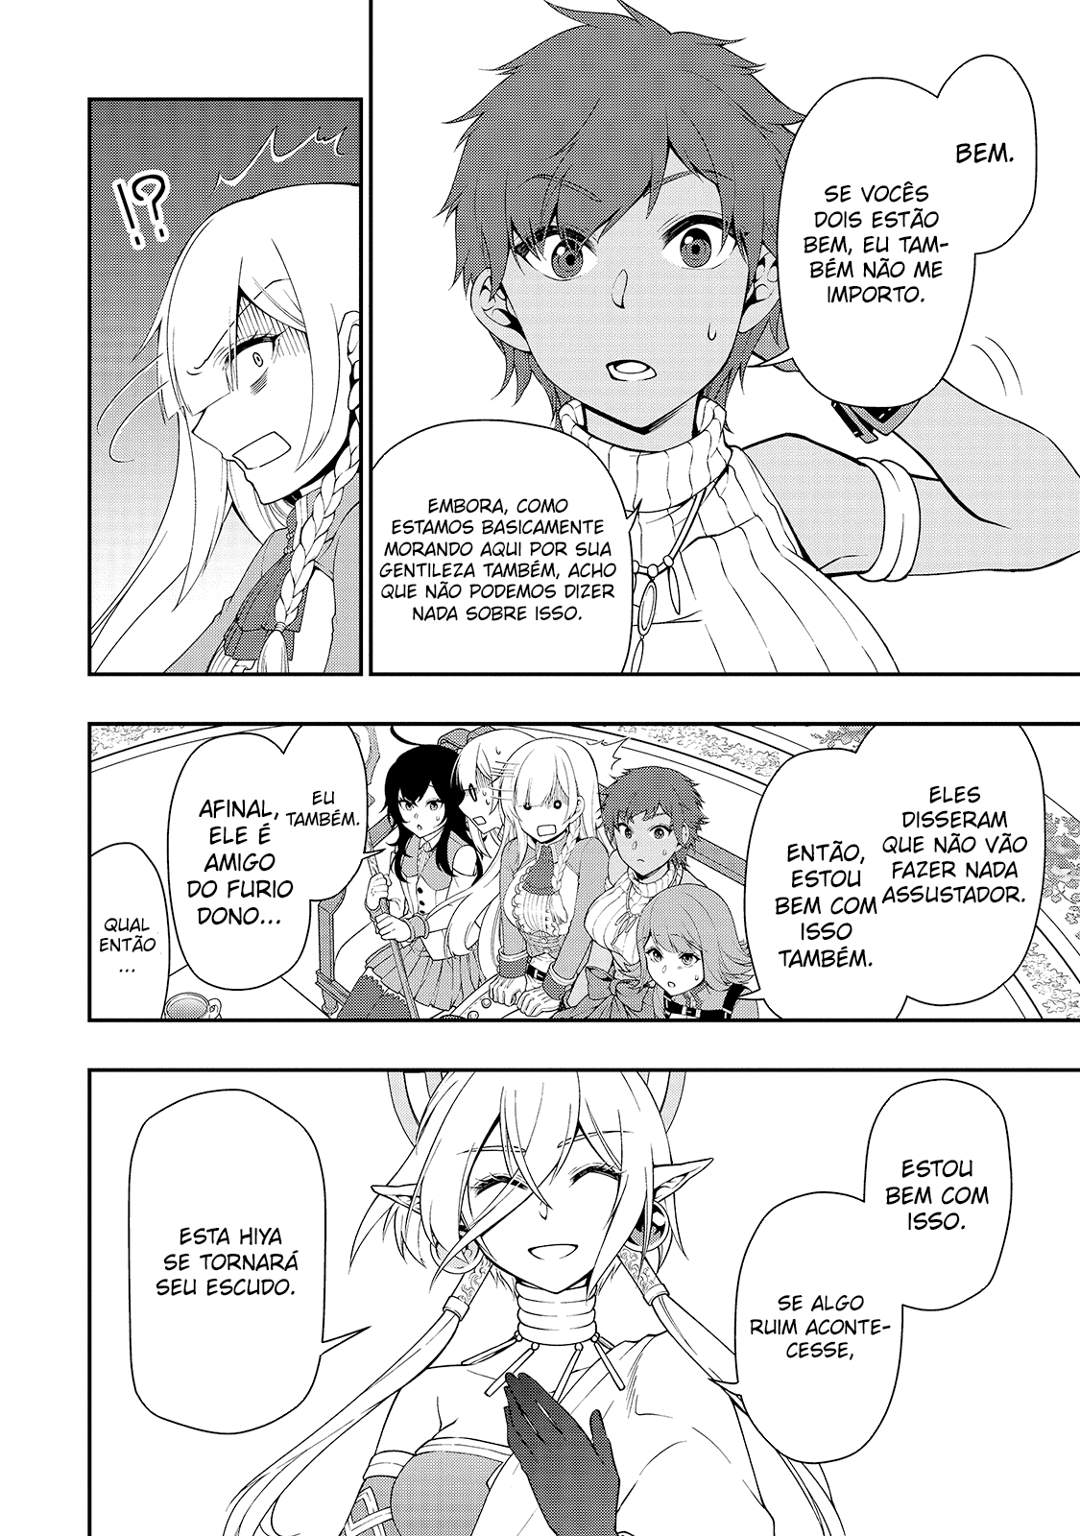 BEM.
SE VOCÊS
DOIS ESTÃO
BEM, EU TAM-
BÉM NÃO ME
IMPORTO.
EMBORA, COMO
ESTAMOS BASICAMENTE
MORANDO AQUI POR SUA
GENTILEZA TAMBÉM, ACHO
QUE NÃO PODEMOS DIZER
NADA SOBRE ISSO.
!?
ELES
DISSERAM
QUE NÃO VÃO
FAZER NADA
ASSUSTADOR.
ENTÃO,
ESTOU
BEM COM
ISSO
TAMBÉM.
EU
TAMBÉM.
AFINAL,
ELE É
AMIGO
DO FURIO
DONO...
QUAL
ENTÃO
...
ESTOU
BEM COM
ISSO.
SE ALGO
RUIM ACONTE-
CESSE,
ESTA HIYA
SE TORNARÁ
SEU ESCUDO.